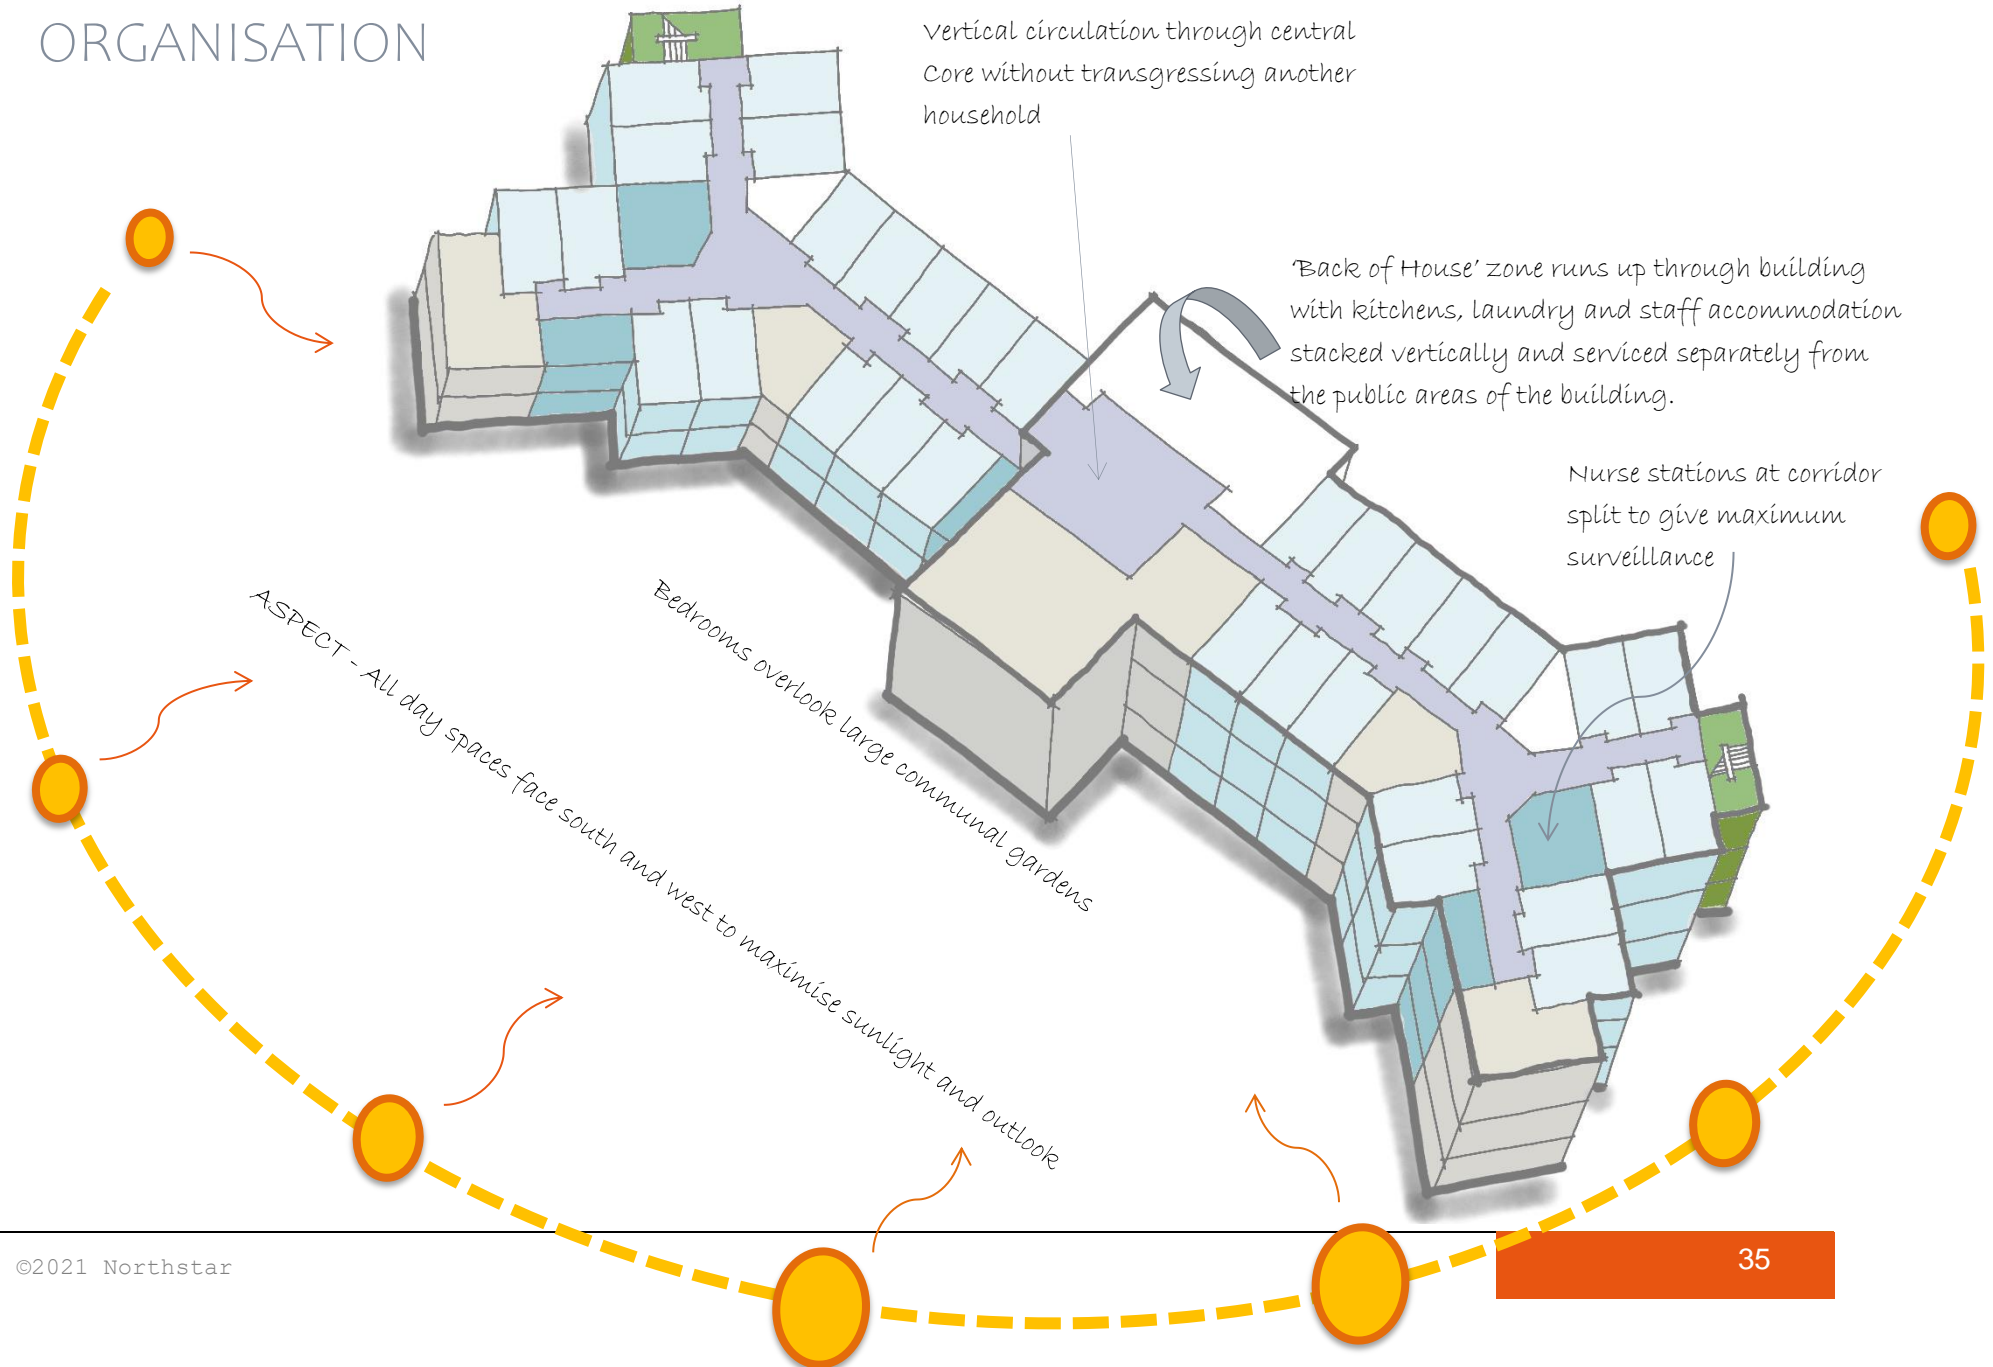 ORGANISATION
Vertical circulation through central
Core without transgressing another
household
'Back of House' zone runs up through building
with kitchens, laundry and staff accommodation
stacked vertically and serviced separately from
the public areas of the building.
Nurse stations at corridor
split to give maximum
surveillance
Bedrooms overlook large communal gardens
ASPECT - All day spaces face south and west to maximise sunlight and outlook
©2021 Northstar
35